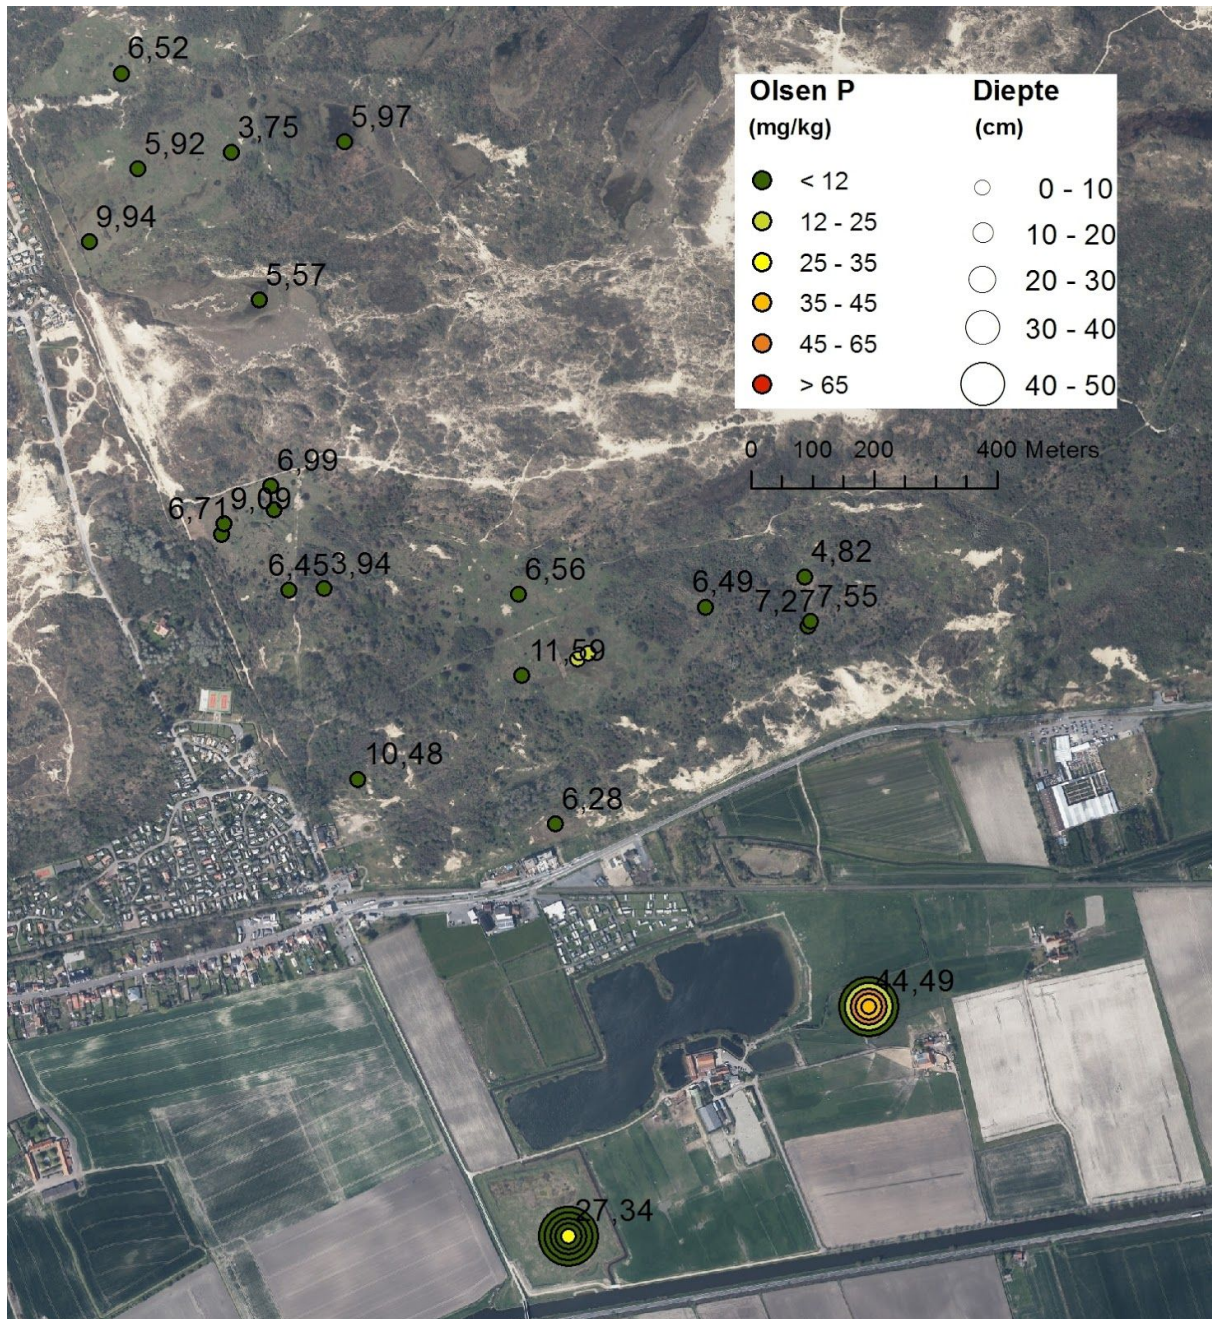 6,52
5,97
3,75
5,92
9,94
5,57
Olsen P
(mg/kg)
< 12
12 - 25
25 - 35
35 - 45
45 - 65
> 65
Diepte
(cm)
0 - 10
10 - 20
20 - 30
30 - 40
40 - 50
0 100 200 400 Meters
6,99
9,09
6,71
6,45 3,94
6,56
4,82
6,49
7,27 7,55
11,59
10,48
6,28
44,49
27,34